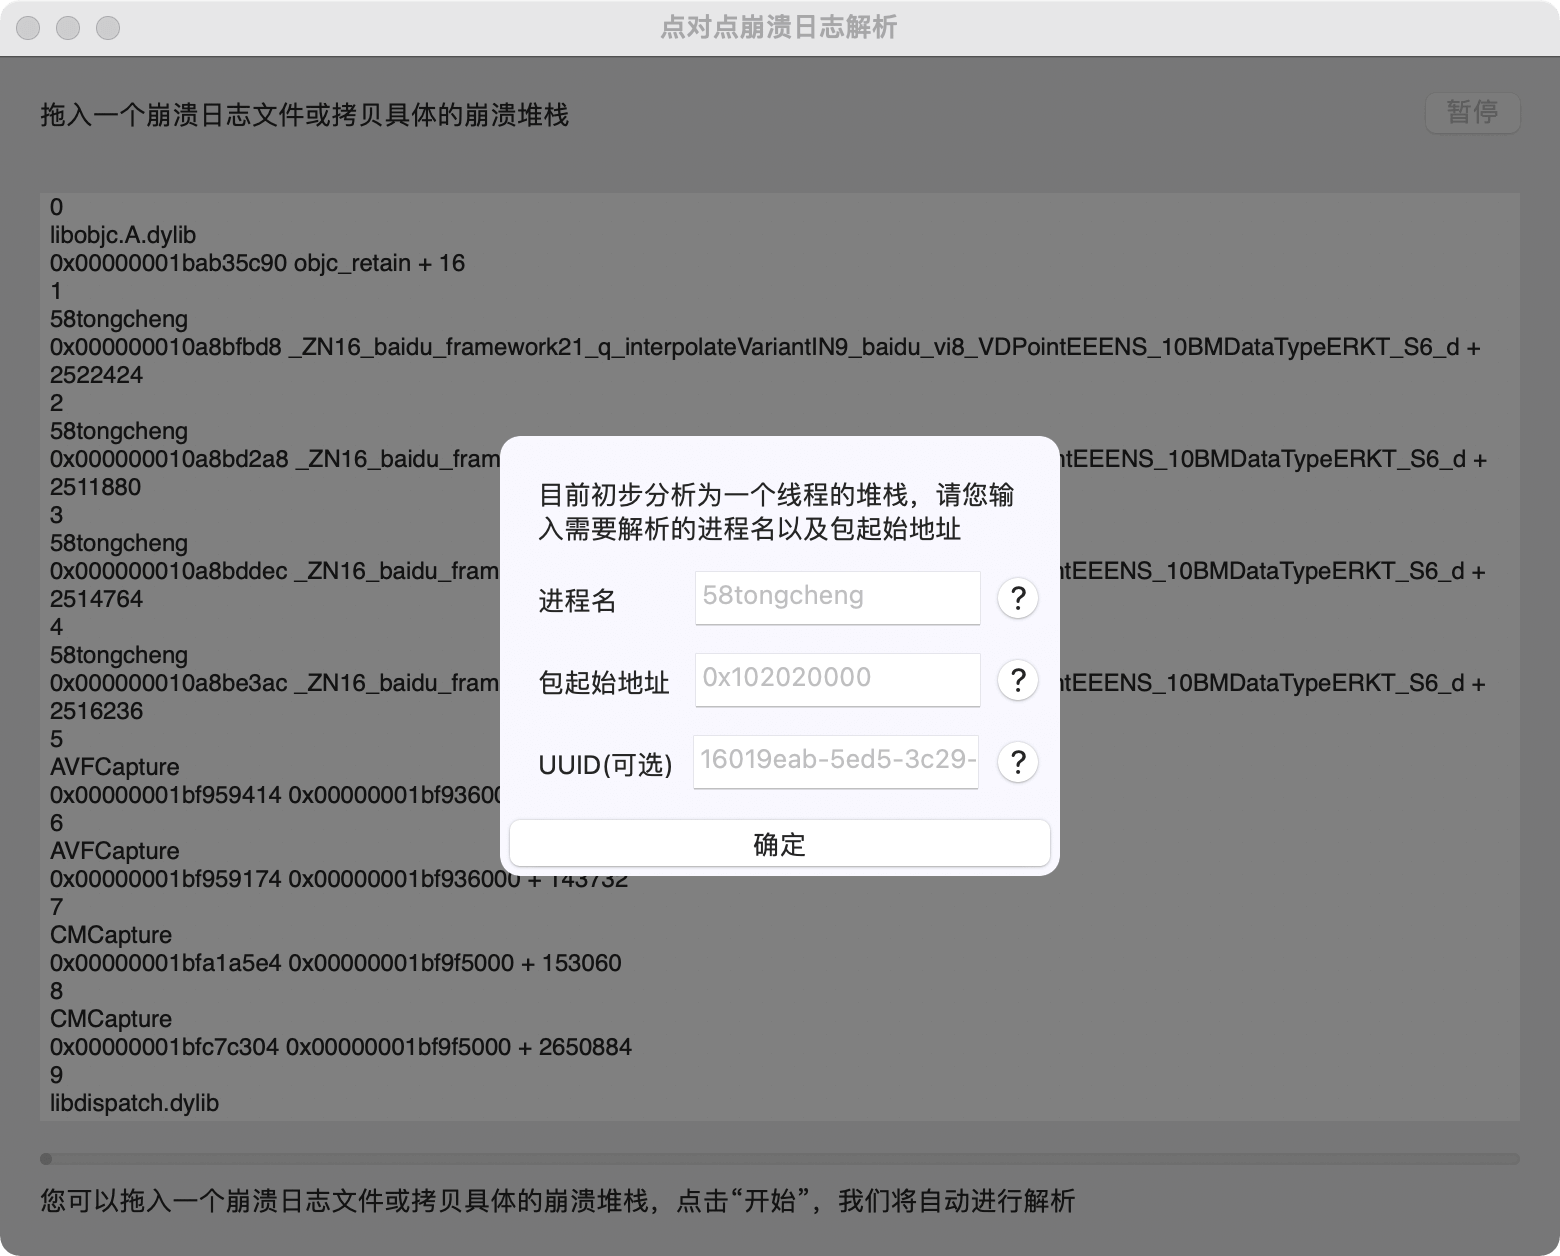 点对点崩溃日志解析
拖入一个崩溃日志文件或拷贝具体的崩溃堆栈
暂停
0
libobjc.A.dylib
0x00000001bab35c90 objc_retain + 16
1
58tongcheng
0x000000010a8bfbd8 _ZN16_baidu_framework21_q_interpolateVariantIN9_baidu_vi8_VDPointEEENS_10BMDataTypeERKT_S6_d +
2522424
2
58tongcheng
0x000000010a8bd2a8 _ZN16_baidu_fram ntEEENS_10BMDataTypeERKT_S6_d +
2511880
3
58tongcheng
0x000000010a8bddec _ZN16_baidu_fram ntEEENS_10BMDataTypeERKT_S6_d +
2514764
4
58tongcheng
0x000000010a8be3ac _ZN16_baidu_fram ntEEENS_10BMDataTypeERKT_S6_d +
2516236
5
AVFCapture
0x00000001bf959414 0x00000001bf93600
6
AVFCapture
0x00000001bf959174 0x00000001bf936000 + 143732
7
CMCapture
0x00000001bfa1a5e4 0x00000001bf9f5000 + 153060
8
CMCapture
0x00000001bfc7c304 0x00000001bf9f5000 + 2650884
9
libdispatch.dylib
目前初步分析为一个线程的堆栈，请您输
入需要解析的进程名以及包起始地址
进程名 58tongcheng ?
包起始地址 0x102020000 ?
UUID(可选) 16019eab-5ed5-3c29- ?
确定
您可以拖入一个崩溃日志文件或拷贝具体的崩溃堆栈，点击“开始”，我们将自动进行解析